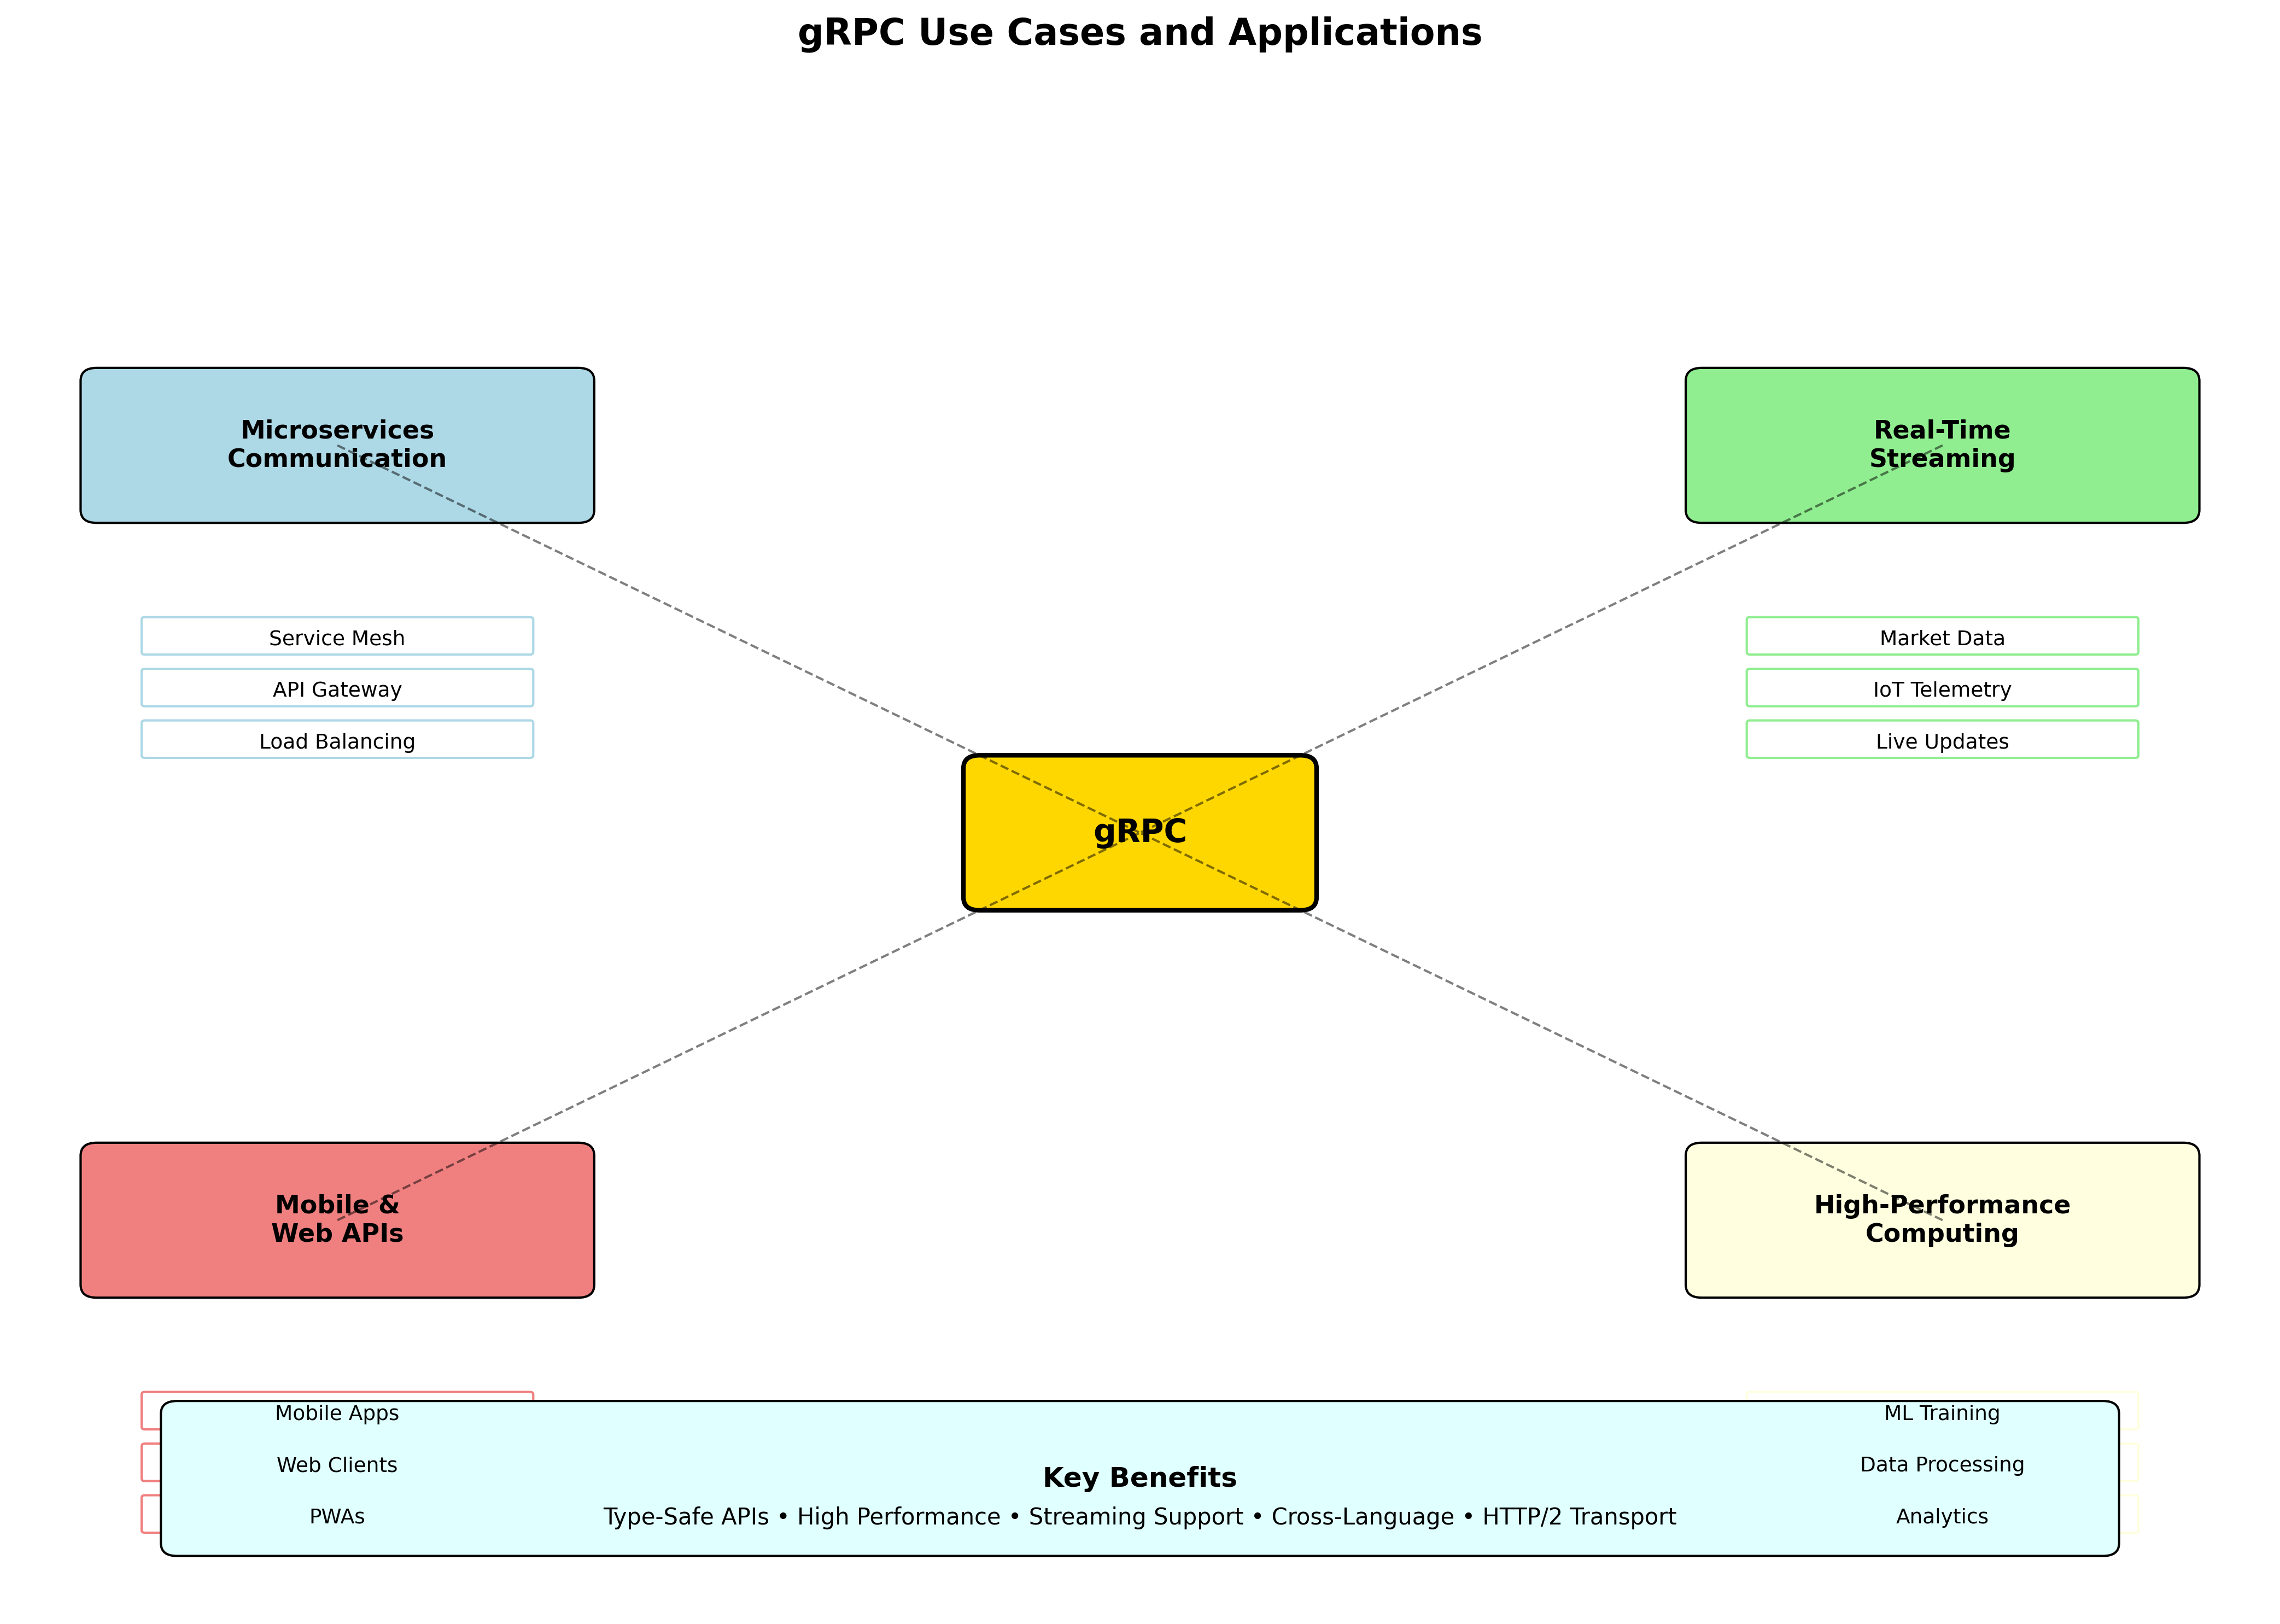 gRPC Use Cases and Applications
Microservices
Communication
Real-Time
Streaming
Service Mesh
API Gateway
Load Balancing
Market Data
IoT Telemetry
Live Updates
gRPC
Mobile &
Web APIs
High-Performance
Computing
Mobile Apps
Web Clients
PWAs
ML Training
Data Processing
Analytics
Key Benefits
Type-Safe APIs • High Performance • Streaming Support • Cross-Language • HTTP/2 Transport